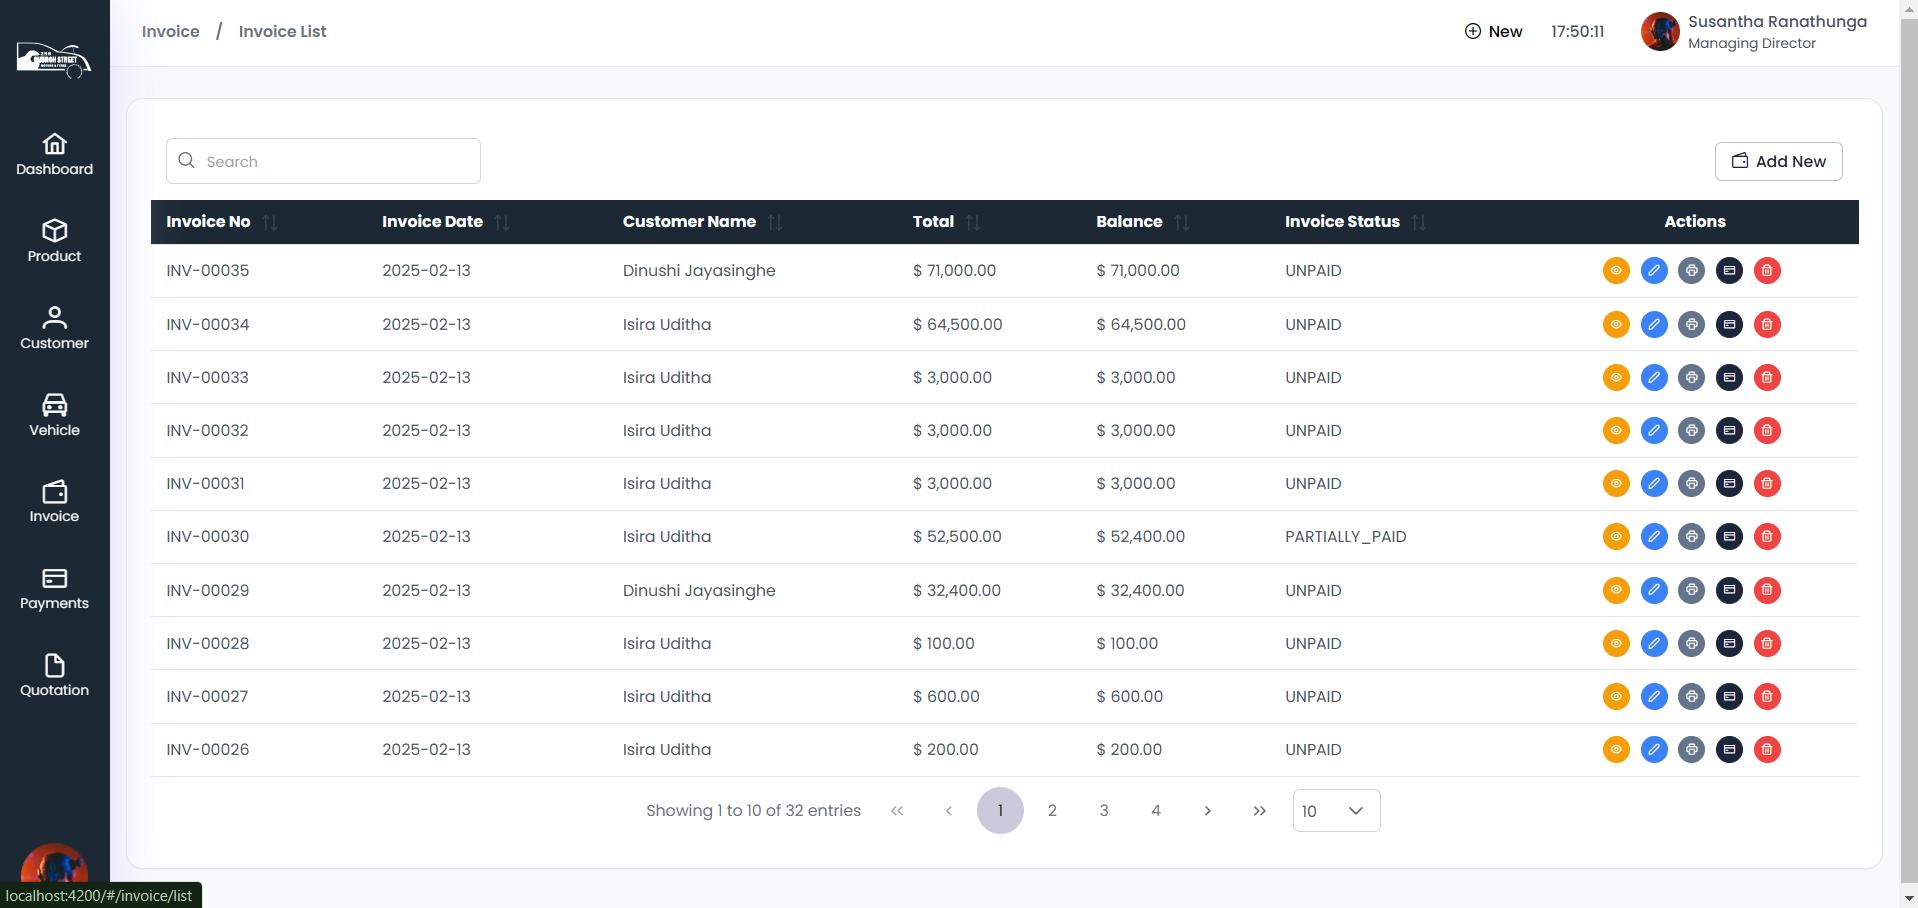 Invoice / Invoice List
New 17:50:11 Susantha Ranathunga
Managing Director
STREET
Dashboard
Product
Customer
Vehicle
Invoice
Payments
Quotation
Search
Add New
Invoice No Invoice Date Customer Name Total Balance Invoice Status Actions
INV-00035 2025-02-13 Dinushi Jayasinghe $ 71,000.00 $ 71,000.00 UNPAID
INV-00034 2025-02-13 Isira Uditha $ 64,500.00 $ 64,500.00 UNPAID
INV-00033 2025-02-13 Isira Uditha $ 3,000.00 $ 3,000.00 UNPAID
INV-00032 2025-02-13 Isira Uditha $ 3,000.00 $ 3,000.00 UNPAID
INV-00031 2025-02-13 Isira Uditha $ 3,000.00 $ 3,000.00 UNPAID
INV-00030 2025-02-13 Isira Uditha $ 52,500.00 $ 52,400.00 PARTIALLY_PAID
INV-00029 2025-02-13 Dinushi Jayasinghe $ 32,400.00 $ 32,400.00 UNPAID
INV-00028 2025-02-13 Isira Uditha $ 100.00 $ 100.00 UNPAID
INV-00027 2025-02-13 Isira Uditha $ 600.00 $ 600.00 UNPAID
INV-00026 2025-02-13 Isira Uditha $ 200.00 $ 200.00 UNPAID
Showing 1 to 10 of 32 entries « ‹ 1 2 3 4 › » 10
localhost:4200/#/invoice/list